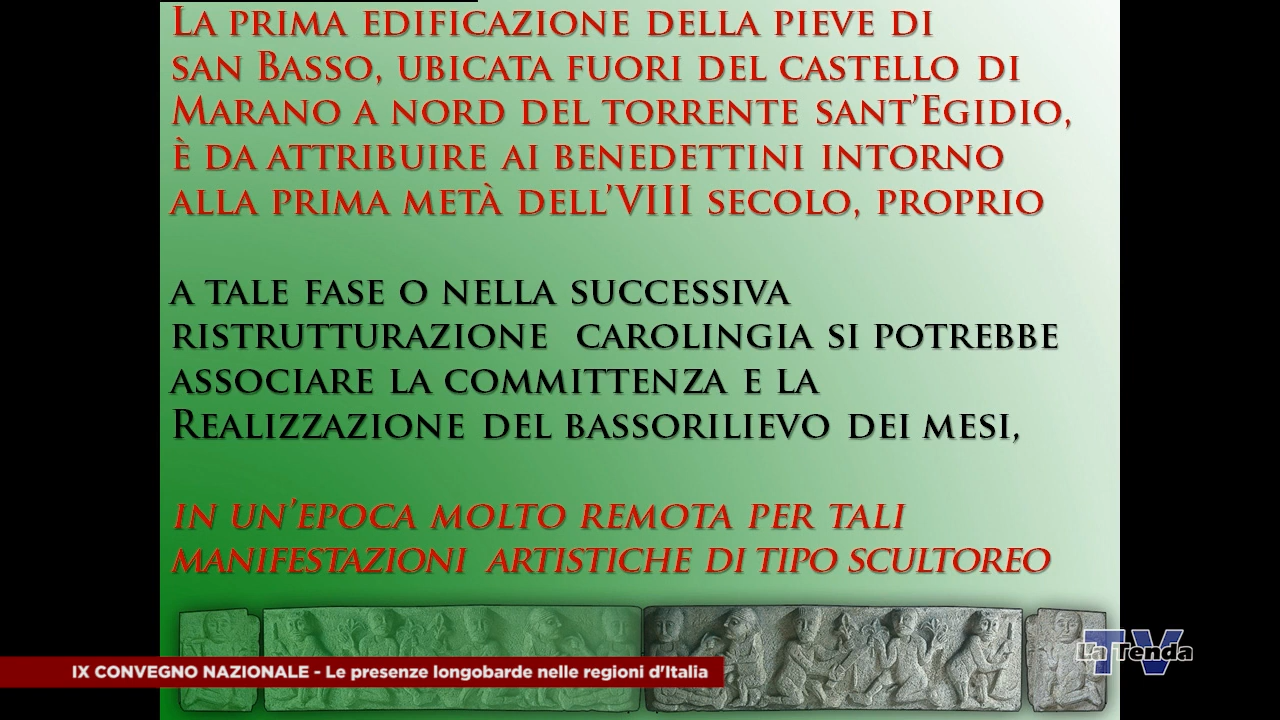 La prima edificazione della pieve di
san Basso, ubicata fuori del castello di
Marano a nord del torrente sant'Egidio,
è da attribuire ai benedettini intorno
alla prima metà dell'VIII secolo, proprio
a tale fase o nella successiva
ristrutturazione carolingia si potrebbe
associare la committenza e la
Realizzazione del bassorilievo dei mesi,
in un'epoca molto remota per tali
manifestazioni artistiche di tipo scultoreo
IX CONVEGNO NAZIONALE - Le presenze longobarde nelle regioni d'Italia
TV
La Tenda